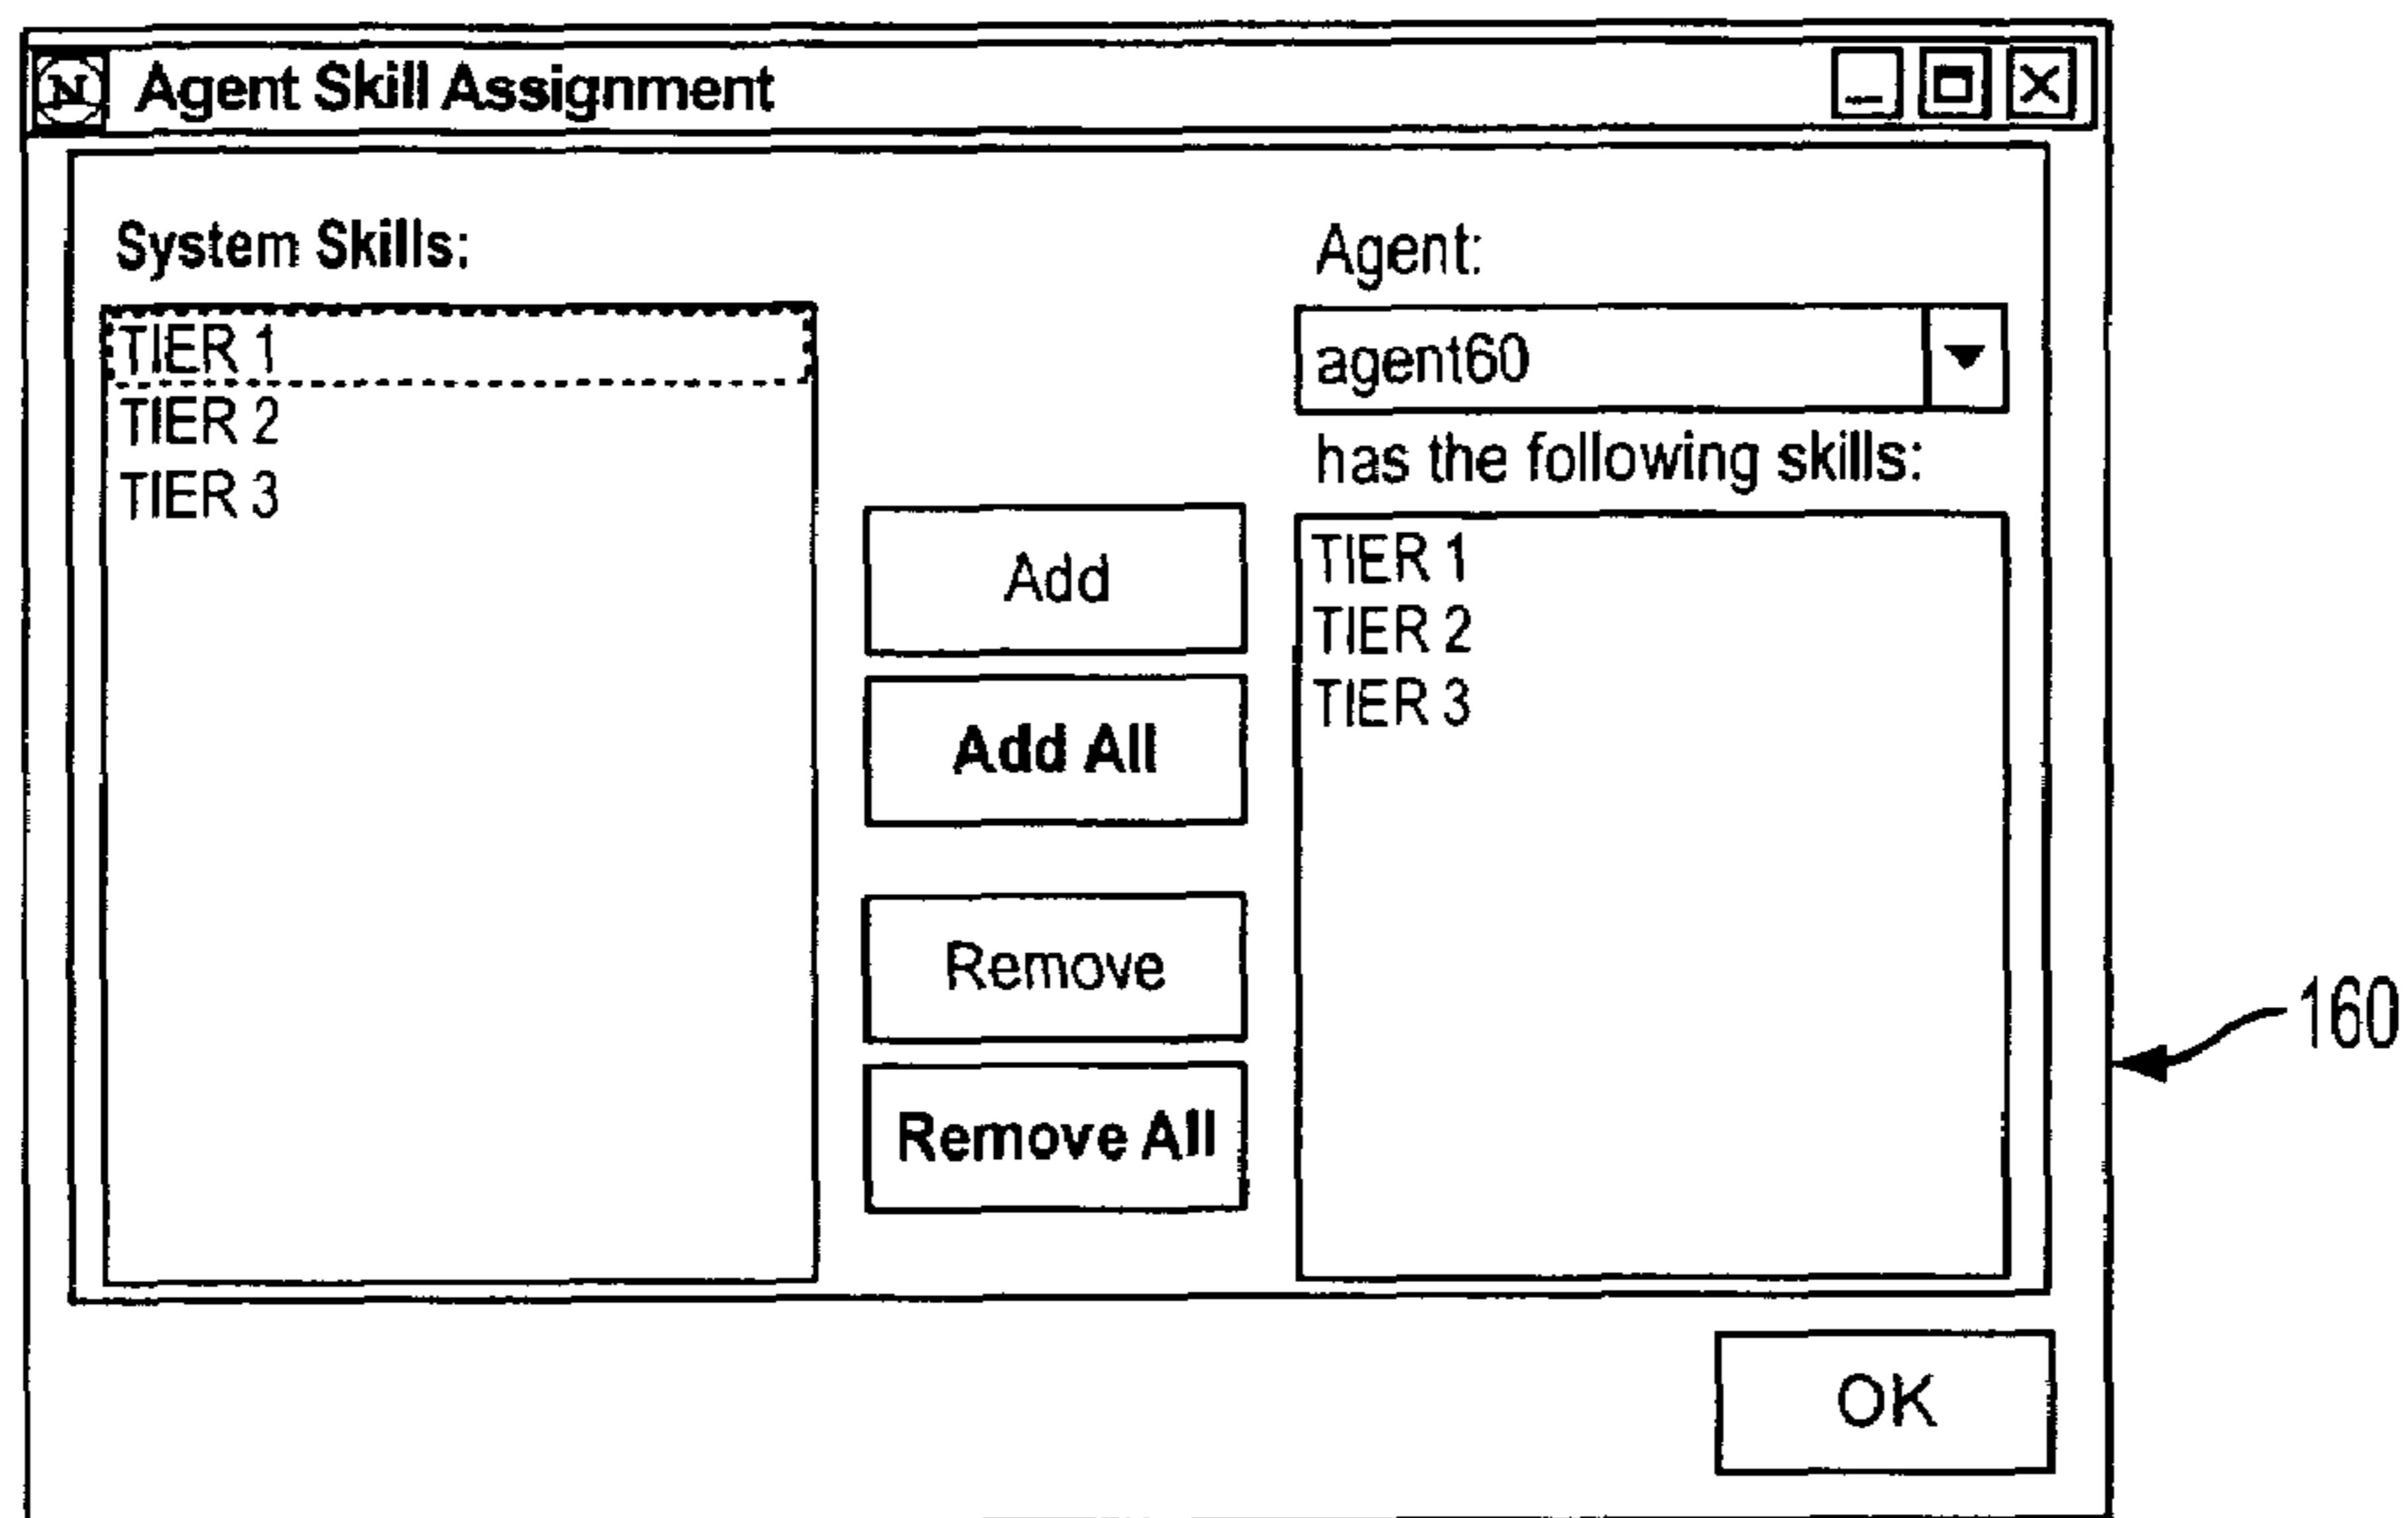 N Agent Skill Assignment
System Skills:
TIER 1
TIER 2
TIER 3
Add
Add All
Remove
Remove All
Agent:
agent60
has the following skills:
TIER 1
TIER 2
TIER 3
OK
160